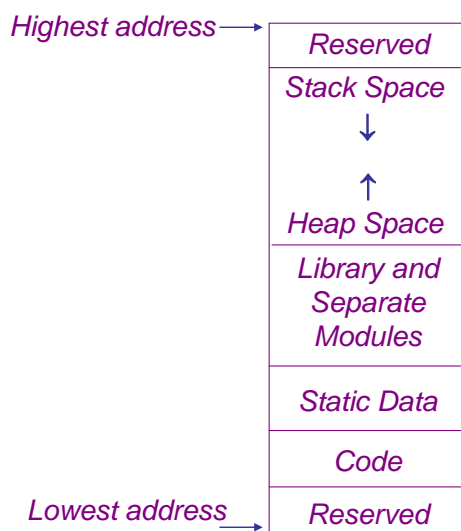 Highest address
Reserved
Stack Space
Heap Space
Library and
Separate
Modules
Static Data
Code
Lowest address
Reserved